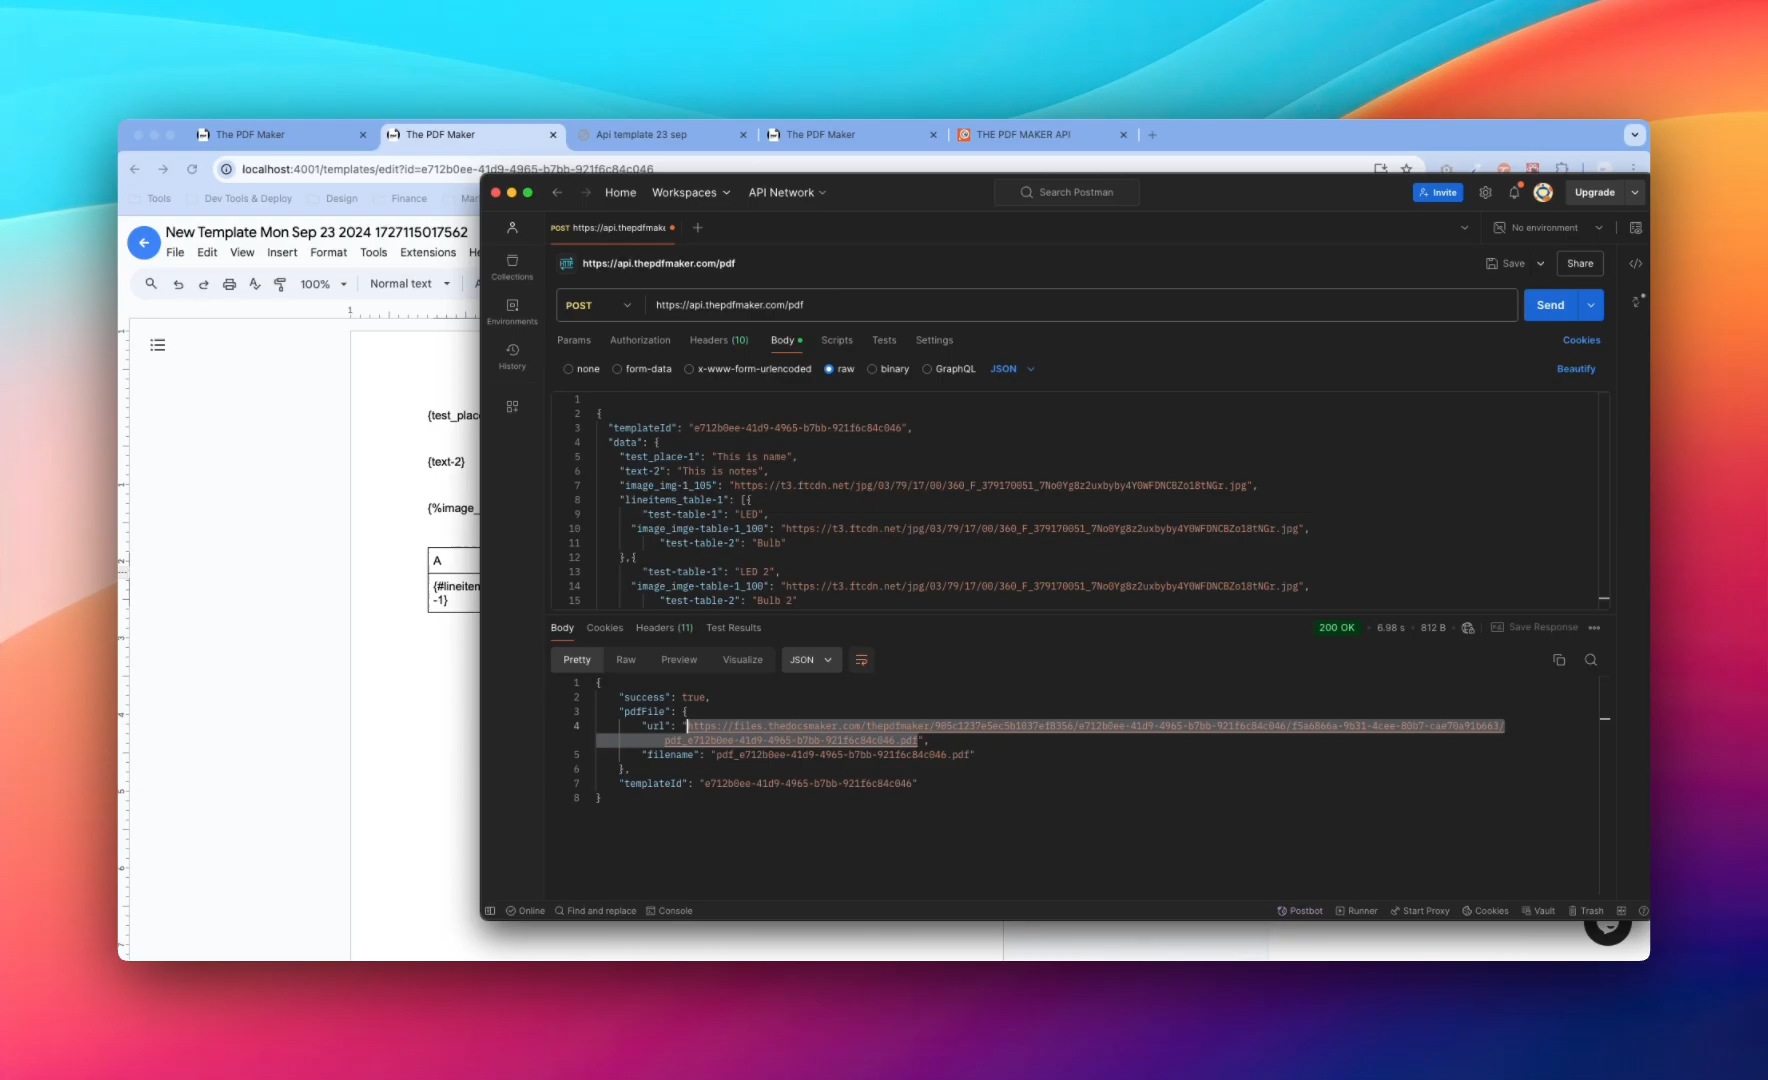 The PDF Maker
The PDF Maker
Api template 23 sep
The PDF Maker
THE PDF MAKER API
localhost:4001/templates/edit?id=e712b0ee-41d9-4965-b7bb-921f6c84c046
Tools
Dev Tools & Deploy
Design
Finance
New Template Mon Sep 23 2024 1727115017562
File Edit View Insert Format Tools Extensions
100%
Normal text
{text-2}
A
-1}
Home Workspaces API Network
Search Postman
Invite
Upgrade
POST https://api.thepdfmake
No environment
Collections
Environments
History
https://api.thepdfmaker.com/pdf
Save
Share
POST
https://api.thepdfmaker.com/pdf
Send
Params Authorization Headers (10) Body Scripts Tests Settings
Cookies
none form-data x-www-form-urlencoded raw binary GraphQL JSON
Beautify
1
2 {
3 "templateId": "e712b0ee-41d9-4965-b7bb-921f6c84c046",
4 "data": {
5 "test_place-1": "This is name",
6 "text-2": "This is notes",
7 "image_img-1_105": "https://t3.ftcdn.net/jpg/03/79/17/00/360_F_379170051_7No0Yg8z2uxbyby4Y0WFDNCBZo18tNGr.jpg",
8 "lineitems_table-1": [{
9 "test-table-1": "LED",
10 "image_imge-table-1_100": "https://t3.ftcdn.net/jpg/03/79/17/00/360_F_379170051_7No0Yg8z2uxbyby4Y0WFDNCBZo18tNGr.jpg",
11 "test-table-2": "Bulb"
12 },{
13 "test-table-1": "LED 2",
14 "image_imge-table-1_100": "https://t3.ftcdn.net/jpg/03/79/17/00/360_F_379170051_7No0Yg8z2uxbyby4Y0WFDNCBZo18tNGr.jpg",
15 "test-table-2": "Bulb 2"
Body Cookies Headers (11) Test Results
200 OK 6.98 s 812 B Save Response
Pretty Raw Preview Visualize JSON
1 {
2 "success": true,
3 "pdfFile": {
4 "url": "https://files.thedocsmaker.com/thepdfmaker/905c1237e5ec5b1037ef8356/e712b0ee-41d9-4965-b7bb-921f6c84c046/f5a6866a-9b31-4cee-80b7-cae70a91b663/
pdf_e712b0ee-41d9-4965-b7bb-921f6c84c046.pdf",
5 "filename": "pdf_e712b0ee-41d9-4965-b7bb-921f6c84c046.pdf"
6 },
7 "templateId": "e712b0ee-41d9-4965-b7bb-921f6c84c046"
8 }
Online Find and replace Console
Postbot Runner Start Proxy Cookies Vault Trash